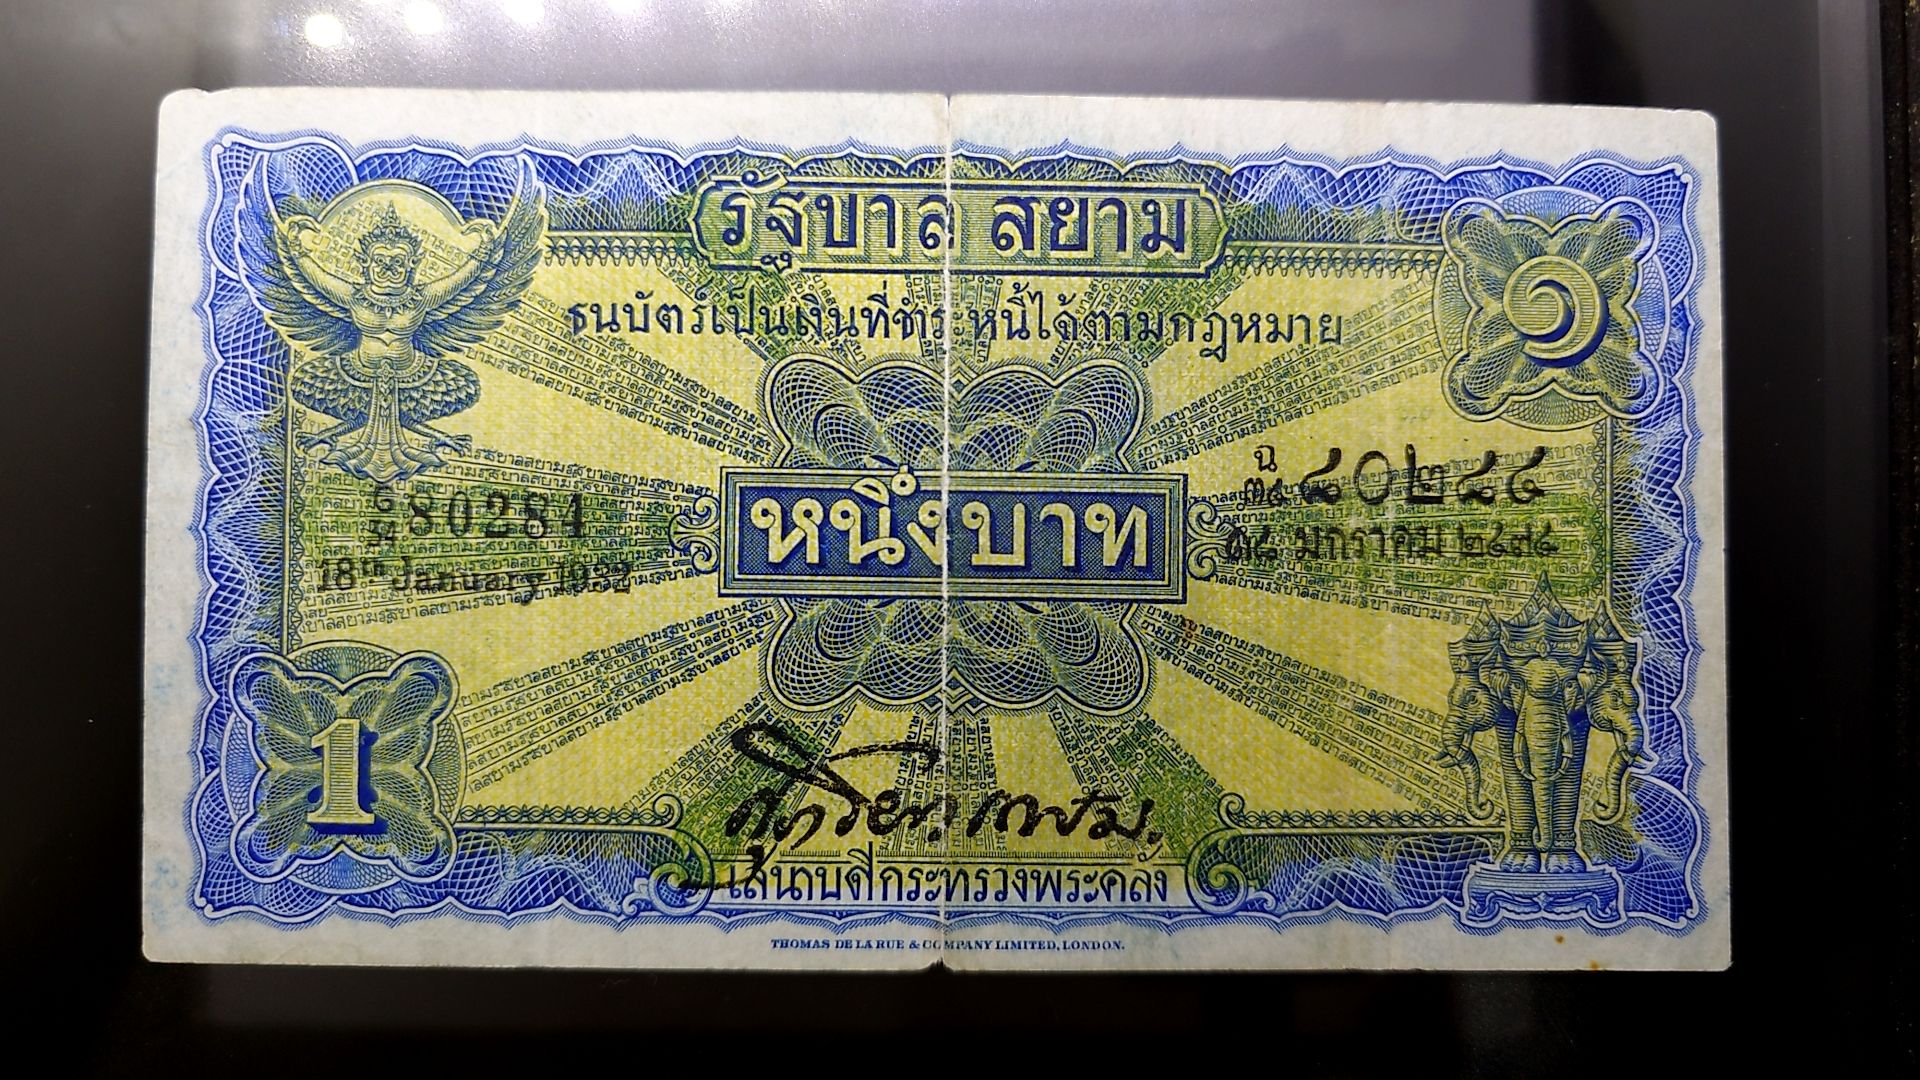 รัฐบาล สยาม
ธนบัตร์เป็นเงินที่ชำระหนี้ได้ตามกฎหมาย
๑
80284
18th January
หนึ่งบาท
ฉ
๓๔ ๘๐๒๘๔
๑๘ มกราคม ๒๔๗๔
1
เสนาบดีกระทรวงพระคลัง
THOMAS DE LA RUE & COMPANY LIMITED, LONDON.